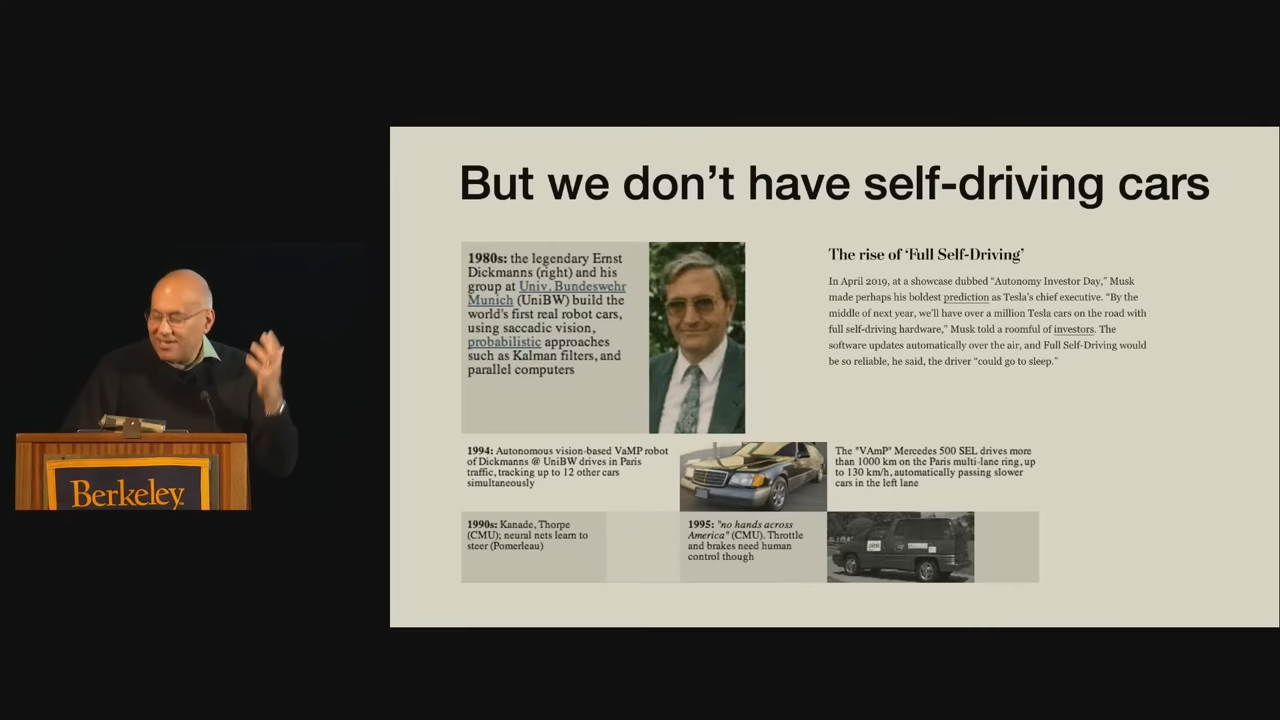 But we don't have self-driving cars
1980s: the legendary Ernst
Dickmanns (right) and his
group at Univ. Bundeswehr
Munich (UniBW) build the
world's first real robot cars,
using saccadic vision,
probabilistic approaches
such as Kalman filters, and
parallel computers
The rise of ‘Full Self-Driving’
In April 2019, at a showcase dubbed “Autonomy Investor Day,” Musk
made perhaps his boldest prediction as Tesla’s chief executive. “By the
middle of next year, we’ll have over a million Tesla cars on the road with
full self-driving hardware,” Musk told a roomful of investors. The
software updates automatically over the air, and Full Self-Driving would
be so reliable, he said, the driver “could go to sleep.”
1994: Autonomous vision-based VaMP robot
of Dickmanns @ UniBW drives in Paris
traffic, tracking up to 12 other cars
simultaneously
The "VAmP" Mercedes 500 SEL drives more
than 1000 km on the Paris multi-lane ring, up
to 130 km/h, automatically passing slower
cars in the left lane
1990s: Kanade, Thorpe
(CMU); neural nets learn to
steer (Pomerleau)
1995: "no hands across
America" (CMU). Throttle
and brakes need human
control though
Berkeley